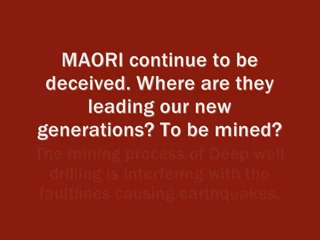 MAORI continue to be
deceived. Where are they
leading our new
generations? To be mined?
The mining process of Deep well
drilling is interfering with the
faultlines causing earthquakes.